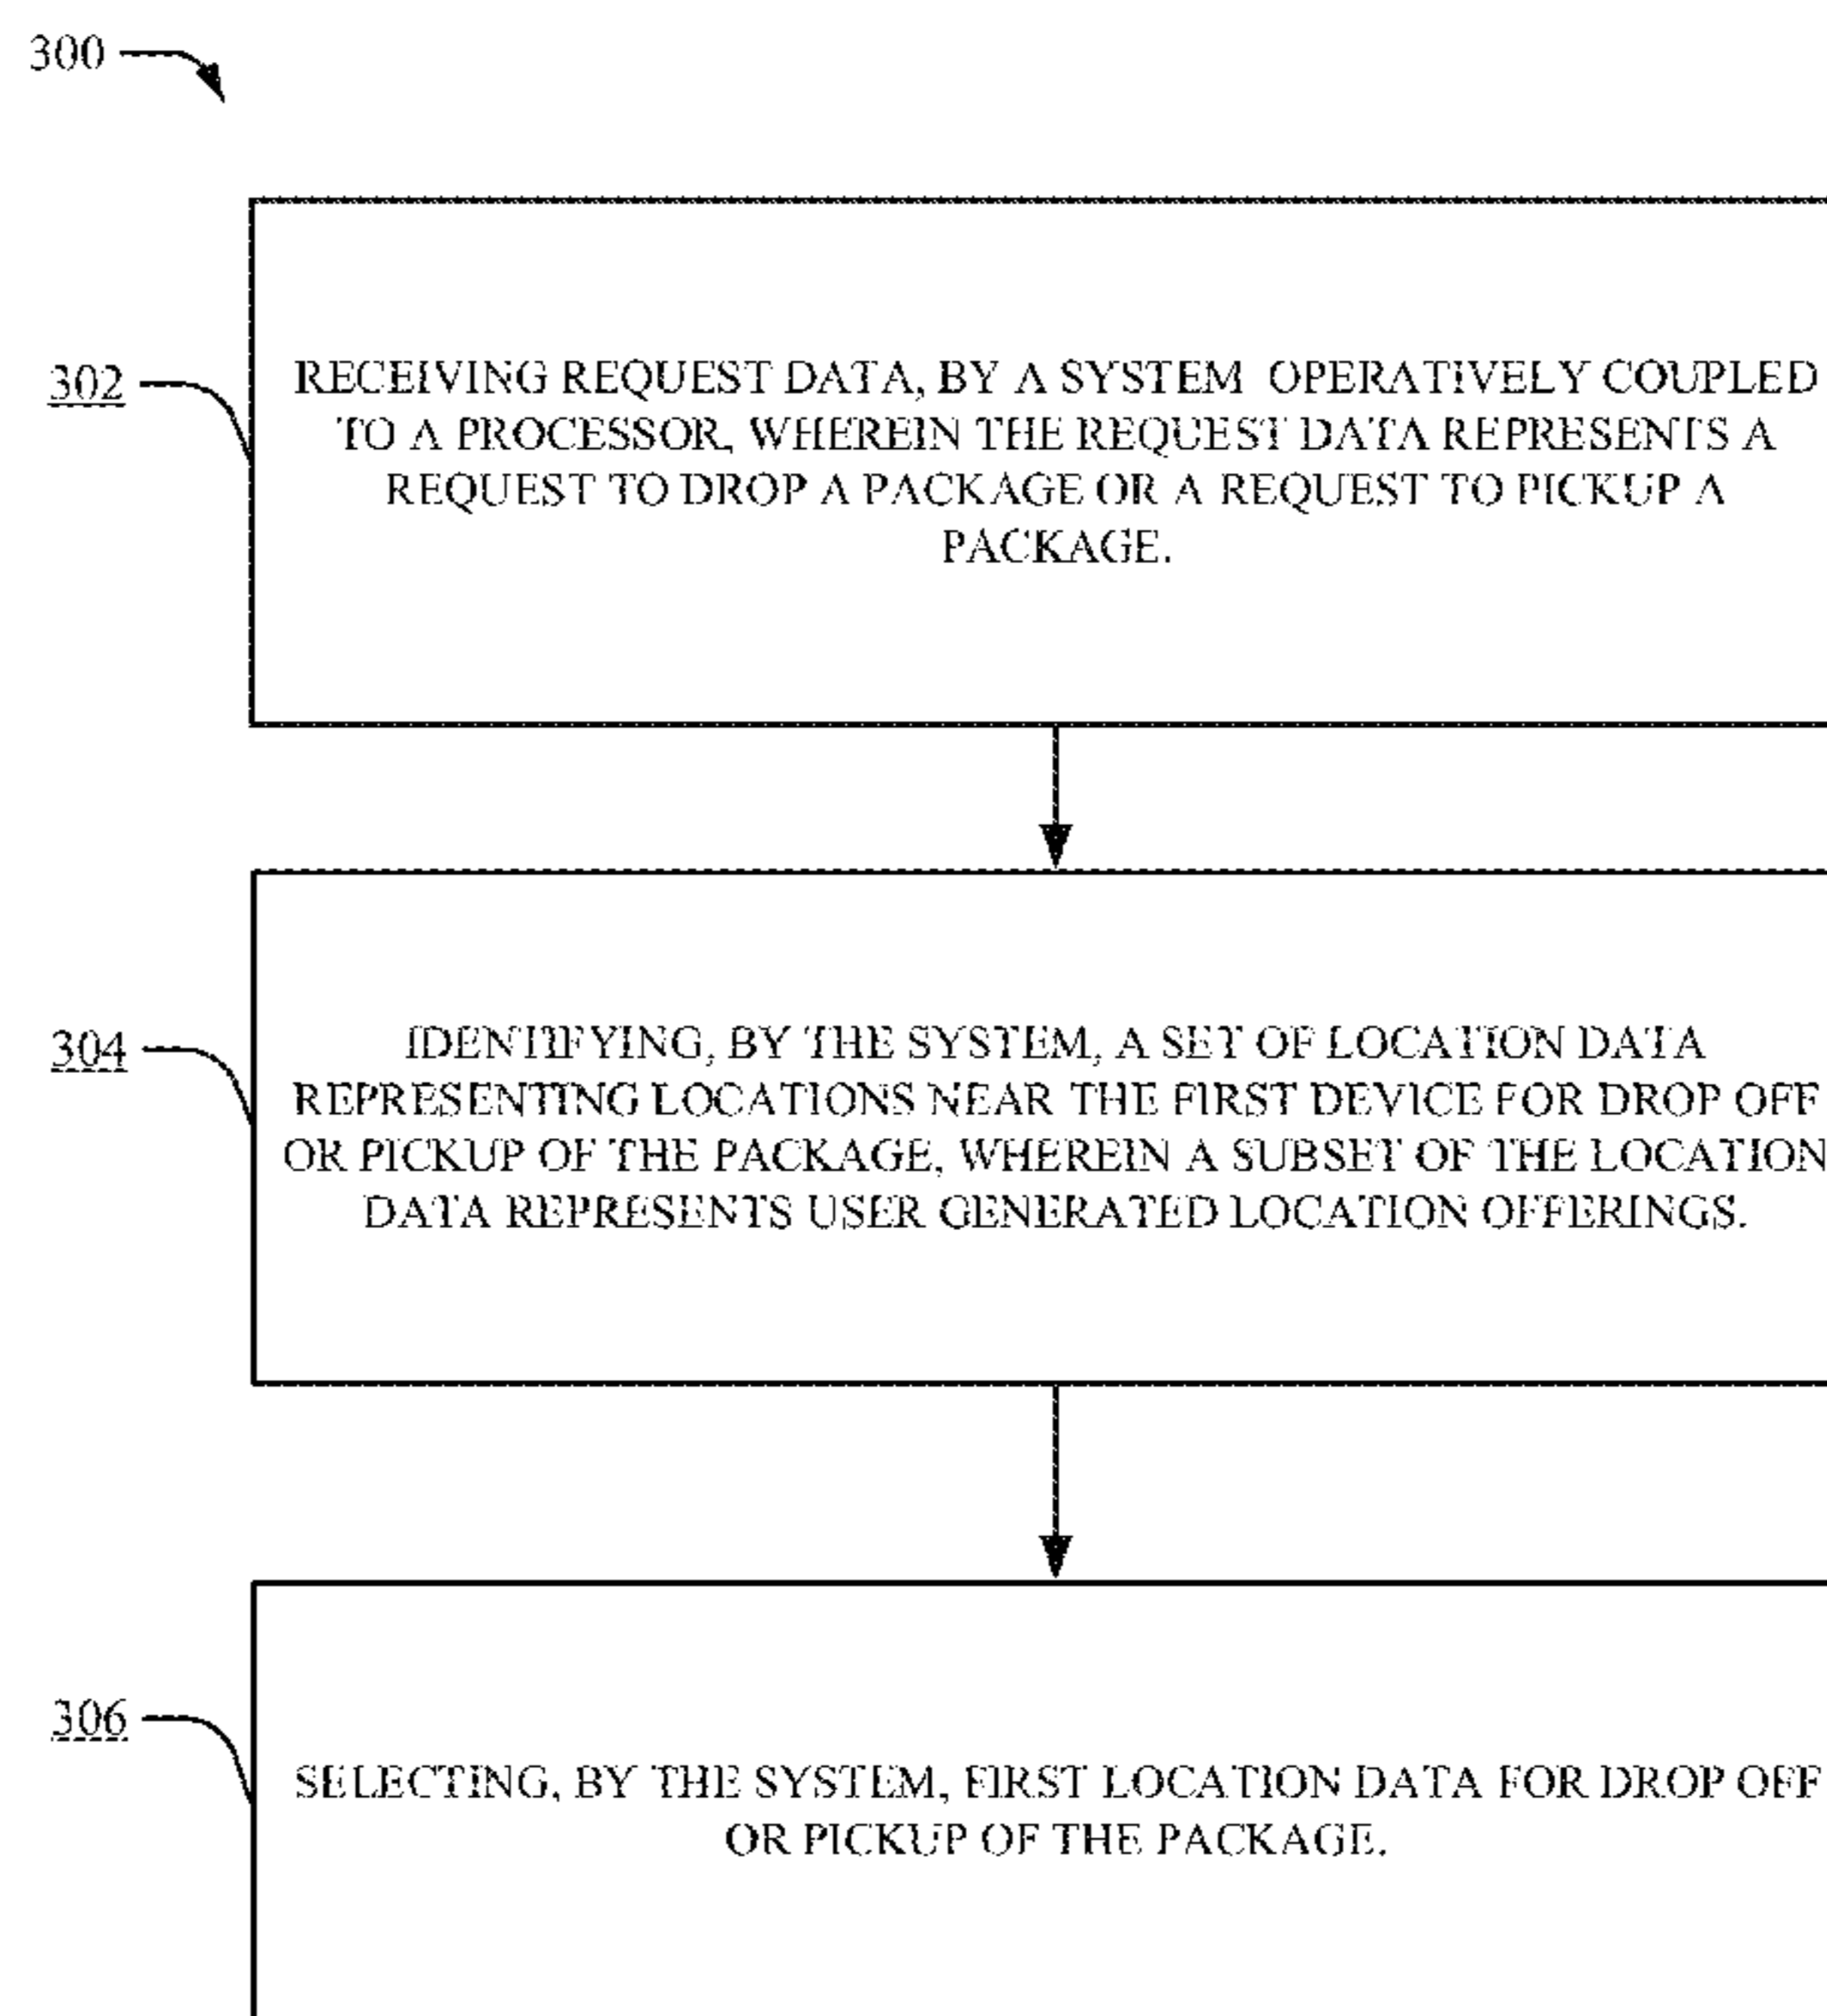 300
302
RECEIVING REQUEST DATA, BY A SYSTEM OPERATIVELY COUPLED
TO A PROCESSOR, WHEREIN THE REQUEST DATA REPRESENTS A
REQUEST TO DROP A PACKAGE OR A REQUEST TO PICKUP A
PACKAGE.
304
IDENTIFYING, BY THE SYSTEM, A SET OF LOCATION DATA
REPRESENTING LOCATIONS NEAR THE FIRST DEVICE FOR DROP OFF
OR PICKUP OF THE PACKAGE, WHEREIN A SUBSET OF THE LOCATION
DATA REPRESENTS USER GENERATED LOCATION OFFERINGS.
306
SELECTING, BY THE SYSTEM, FIRST LOCATION DATA FOR DROP OFF
OR PICKUP OF THE PACKAGE.